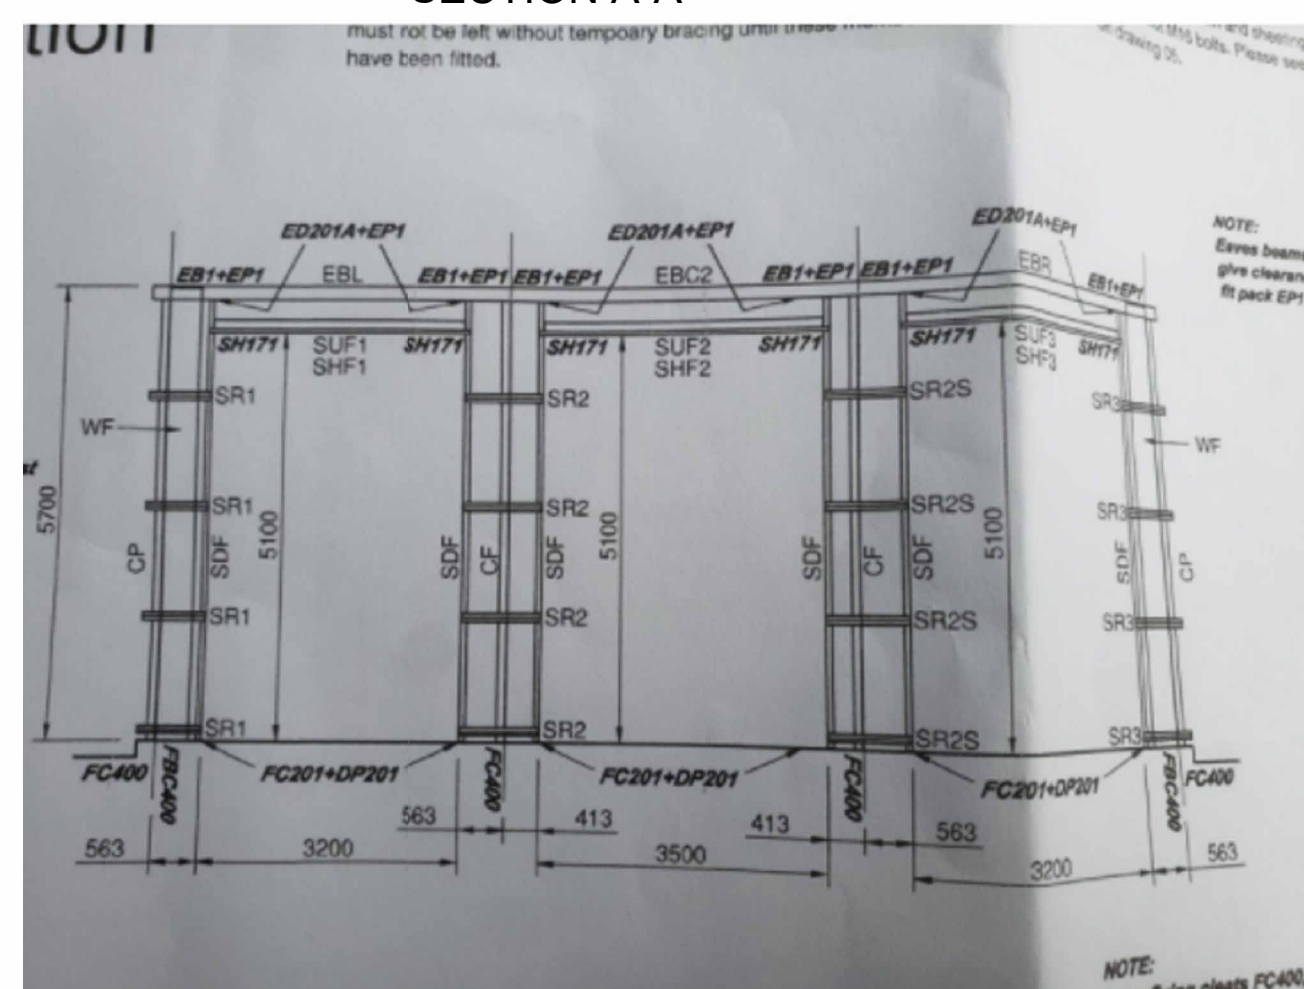 SECTION A-A
tion
must not be left without tempoary bracing until these
have been fitted.
and sheeting
M16 bolts. Please see
drawing 05.
ED201A+EP1
ED201A+EP1
ED201A+EP1
NOTE:
Eaves beams
give clearan
fit pack EP1
EB1+EP1
EBL
EB1+EP1
EB1+EP1
EBC2
EB1+EP1
EB1+EP1
EBR
EB1+EP1
SH171
SUF1
SHF1
SH171
SH171
SUF2
SHF2
SH171
SH171
SUF3
SHF3
SH171
SR1
SR2
SR2S
SR3
WF
WF
st
5700
SR1
SR2
SR2S
SR3
CP
SDF
5100
SDF
CF
SDF
5100
SDF
CF
SDF
5100
SDF
CP
SR1
SR2
SR2S
SR3
SR1
SR2
SR2S
SR3
FC400
FBC400
FC201+DP201
FC400
FC201+DP201
FC400
FC201+DP201
FBC400
FC400
563
413
413
563
563
3200
3500
3200
563
NOTE:
cleats FC400,